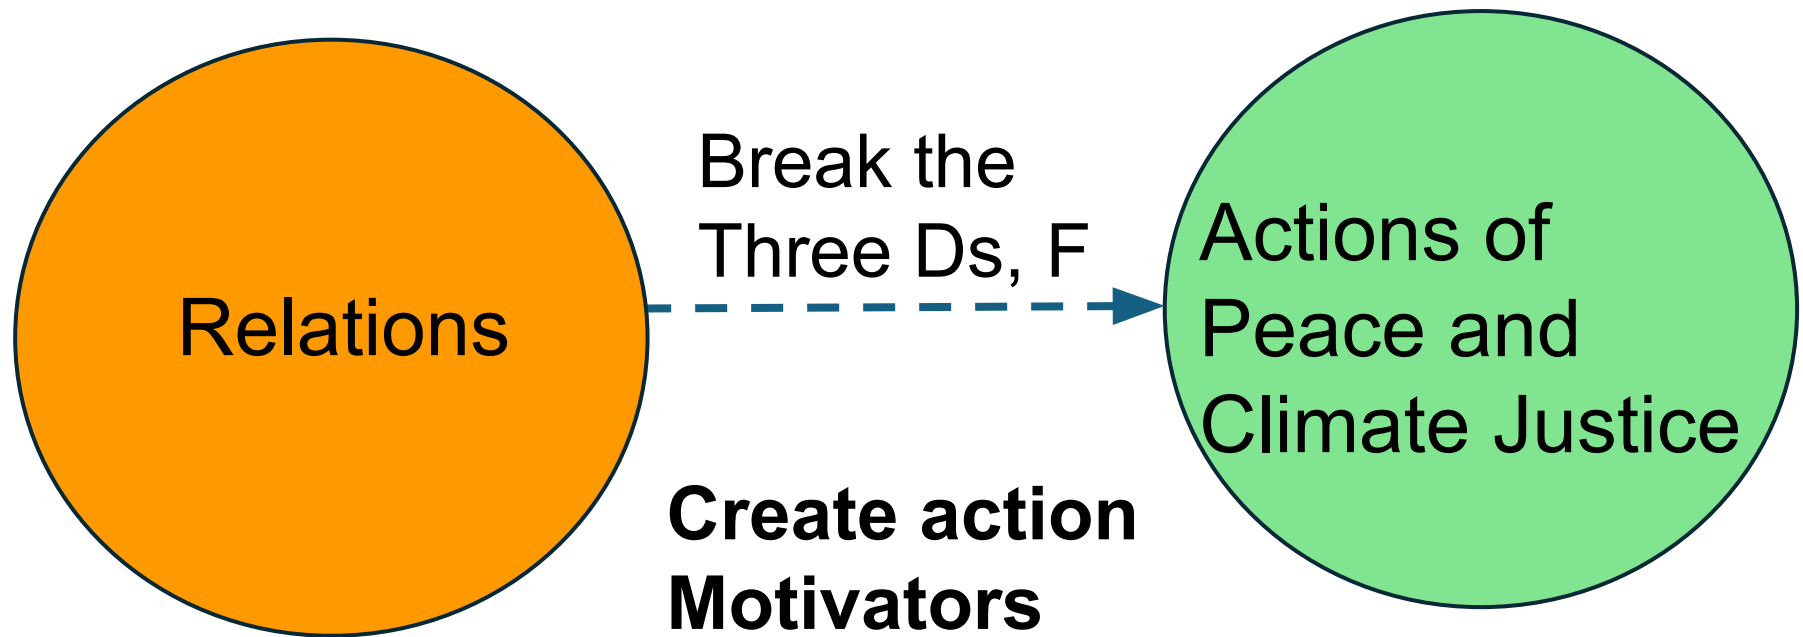 Relations
Break the
Three Ds, F
Create action
Motivators
Actions of
Peace and
Climate Justice